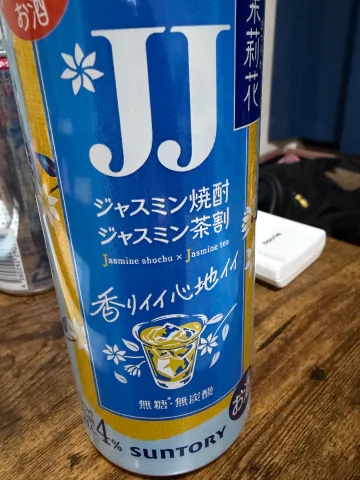 お酒
茉莉花
JJ
ジャスミン焼酎
ジャスミン茶割
Jasmine shochu × Jasmine tea
香りイイ心地イイ
無糖・無炭酸
4%
SUNTORY
お酒